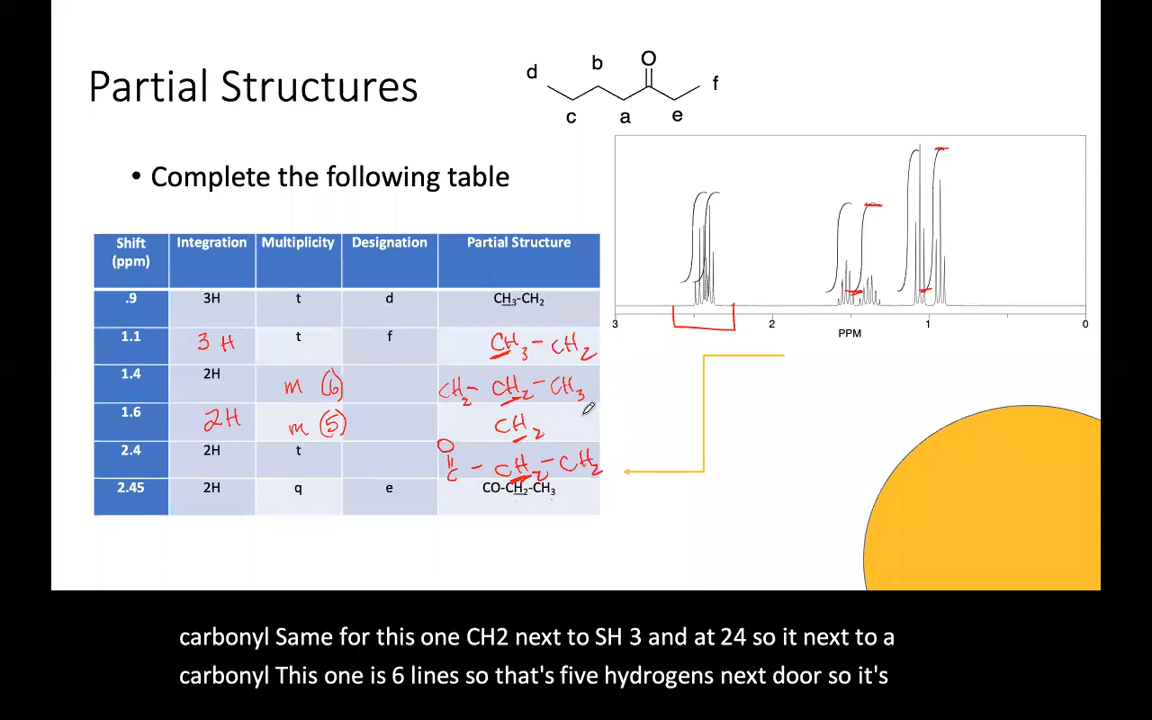 Partial Structures
O
d
b
f
c
a
e
• Complete the following table
Shift (ppm) Integration Multiplicity Designation Partial Structure
.9 3H t d CH3-CH2
1.1 3H t f CH3-CH2
1.4 2H m (6) CH2-CH2-CH3
1.6 2H m (5) CH2
O
2.4 2H t C-CH2-CH2
2.45 2H q e CO-CH2-CH3
3 2 1 0
PPM
carbonyl Same for this one CH2 next to SH 3 and at 24 so it next to a
carbonyl This one is 6 lines so that's five hydrogens next door so it's